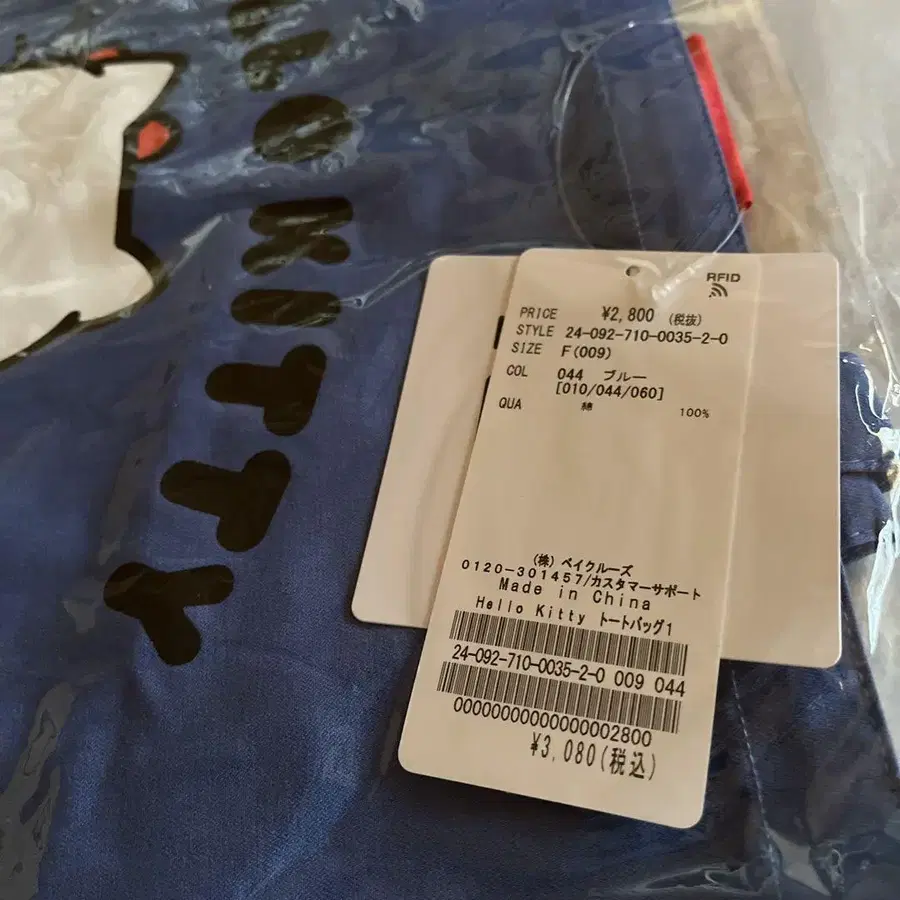 LLO KITTY
RFID
PRICE ¥2,800 (税抜)
STYLE 24-092-710-0035-2-0
SIZE F(009)
COL 044 ブルー
[010/044/060]
QUA 綿 100%
(株)ベイクルーズ
0120-301457/カスタマーサポート
Made in China
Hello Kitty トートバッグ1
24-092-710-0035-2-0 009 044
00000000000000002800
¥3,080(税込)